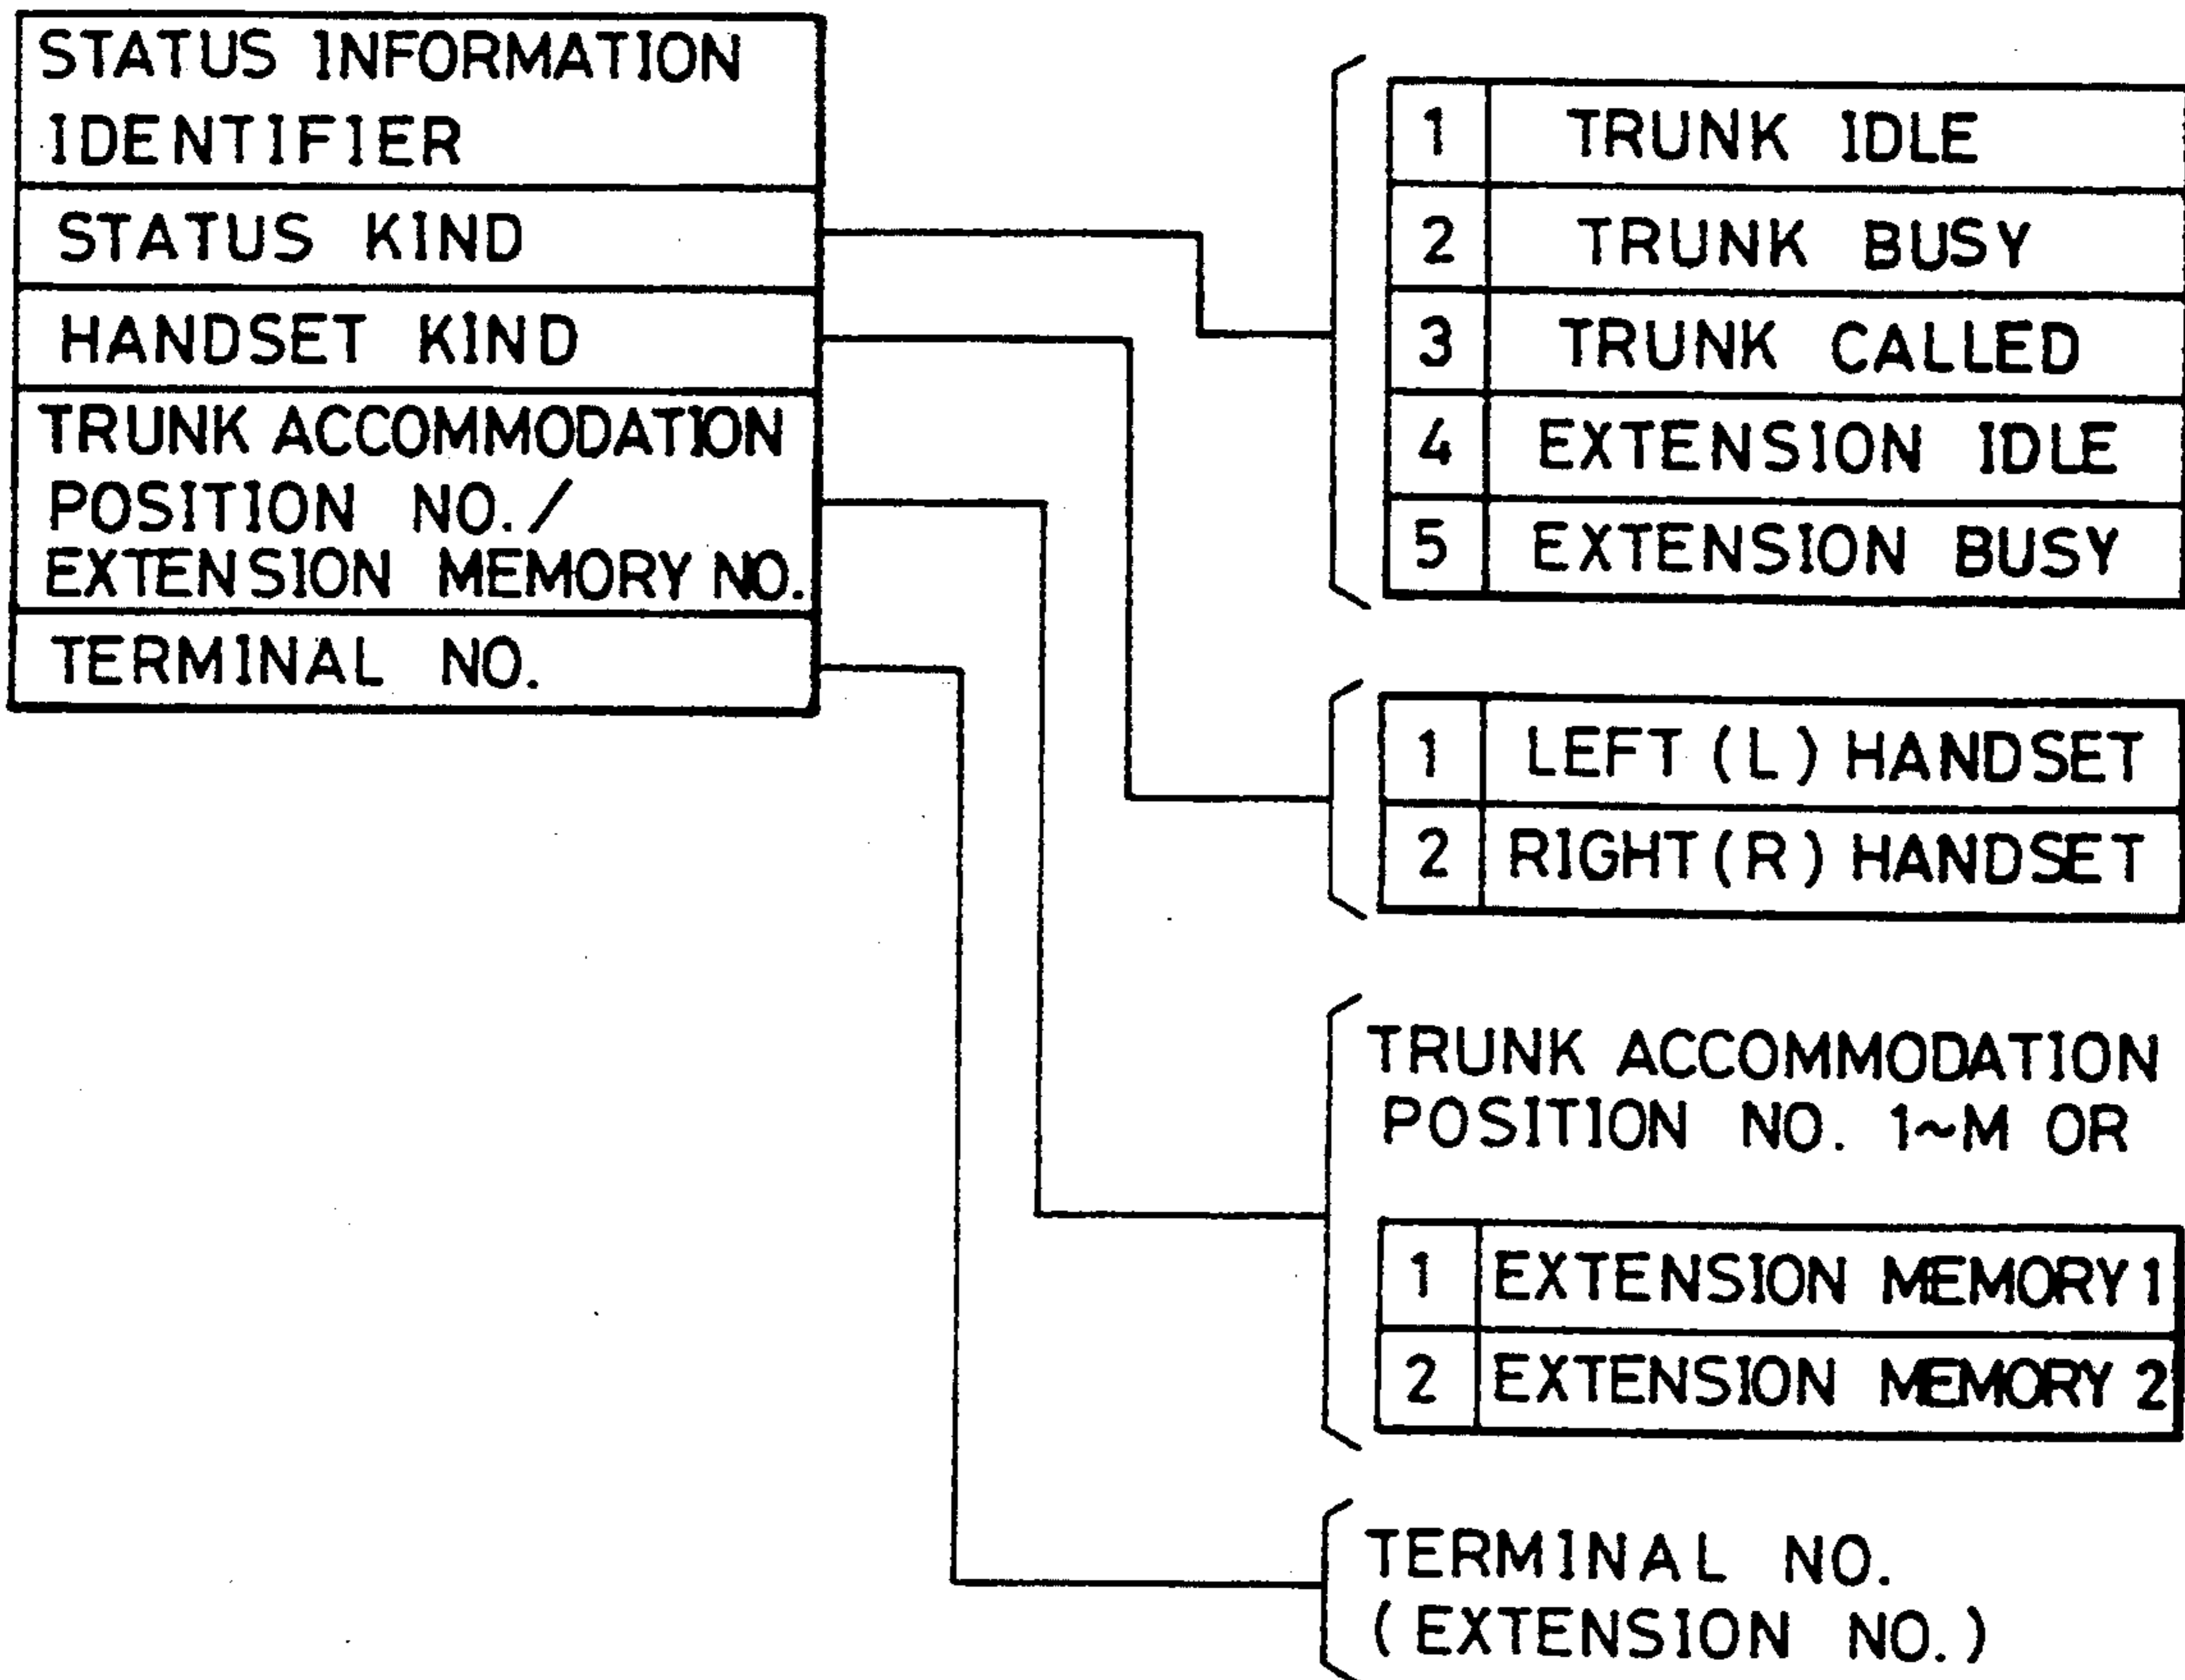 STATUS INFORMATION
IDENTIFIER
STATUS KIND
HANDSET KIND
TRUNK ACCOMMODATION
POSITION NO./
EXTENSION MEMORY NO.
TERMINAL NO.
1 TRUNK IDLE
2 TRUNK BUSY
3 TRUNK CALLED
4 EXTENSION IDLE
5 EXTENSION BUSY
1 LEFT (L) HANDSET
2 RIGHT (R) HANDSET
TRUNK ACCOMMODATION
POSITION NO. 1~M OR
1 EXTENSION MEMORY 1
2 EXTENSION MEMORY 2
TERMINAL NO.
(EXTENSION NO.)